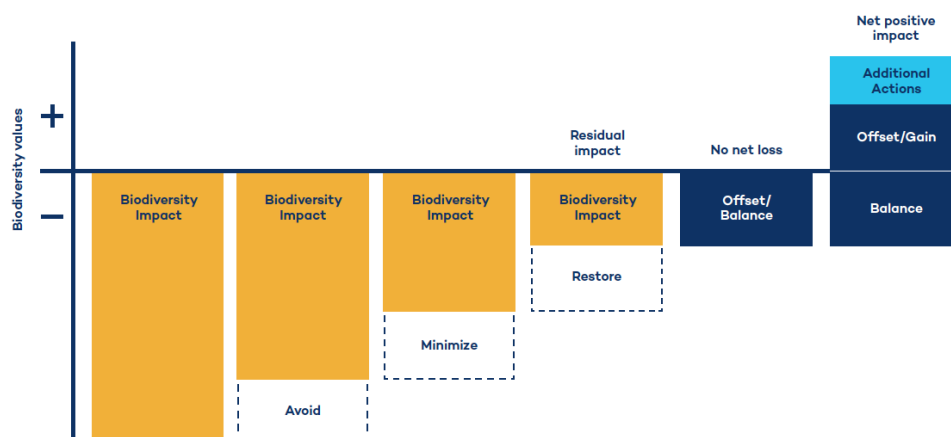 Net positive
impact
Additional
Actions
Offset/Gain
Balance
Biodiversity values
+
−
Residual
impact
No net loss
Biodiversity
Impact
Biodiversity
Impact
Biodiversity
Impact
Biodiversity
Impact
Offset/
Balance
Restore
Minimize
Avoid